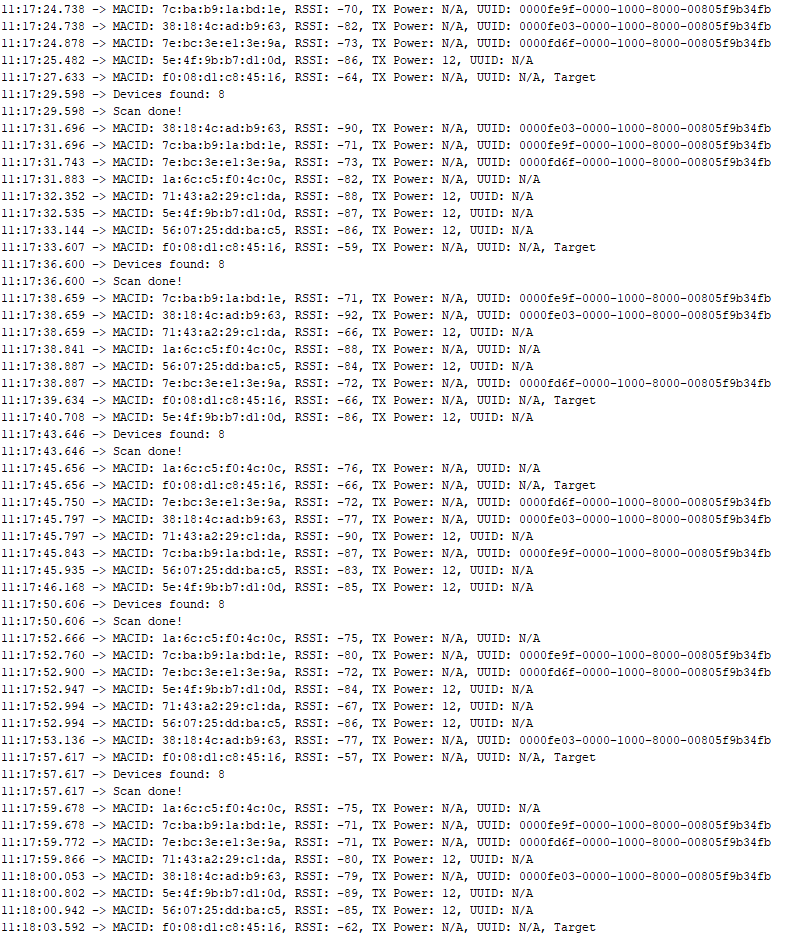 11:17:24.738 -> MACID: 7c:ba:b9:1a:bd:1e, RSSI: -70, TX Power: N/A, UUID: 0000fe9f-0000-1000-8000-00805f9b34fb
11:17:24.738 -> MACID: 38:18:4c:ad:b9:63, RSSI: -82, TX Power: N/A, UUID: 0000fe03-0000-1000-8000-00805f9b34fb
11:17:24.878 -> MACID: 7e:bc:3e:e1:3e:9a, RSSI: -73, TX Power: N/A, UUID: 0000fd6f-0000-1000-8000-00805f9b34fb
11:17:25.482 -> MACID: 5e:4f:9b:b7:d1:0d, RSSI: -86, TX Power: 12, UUID: N/A
11:17:27.633 -> MACID: f0:08:d1:c8:45:16, RSSI: -64, TX Power: N/A, UUID: N/A, Target
11:17:29.598 -> Devices found: 8
11:17:29.598 -> Scan done!
11:17:31.696 -> MACID: 38:18:4c:ad:b9:63, RSSI: -90, TX Power: N/A, UUID: 0000fe03-0000-1000-8000-00805f9b34fb
11:17:31.696 -> MACID: 7c:ba:b9:1a:bd:1e, RSSI: -71, TX Power: N/A, UUID: 0000fe9f-0000-1000-8000-00805f9b34fb
11:17:31.743 -> MACID: 7e:bc:3e:e1:3e:9a, RSSI: -73, TX Power: N/A, UUID: 0000fd6f-0000-1000-8000-00805f9b34fb
11:17:31.883 -> MACID: 1a:6c:c5:f0:4c:0c, RSSI: -82, TX Power: N/A, UUID: N/A
11:17:32.352 -> MACID: 71:43:a2:29:c1:da, RSSI: -88, TX Power: 12, UUID: N/A
11:17:32.535 -> MACID: 5e:4f:9b:b7:d1:0d, RSSI: -87, TX Power: 12, UUID: N/A
11:17:33.144 -> MACID: 56:07:25:dd:ba:c5, RSSI: -86, TX Power: 12, UUID: N/A
11:17:33.607 -> MACID: f0:08:d1:c8:45:16, RSSI: -59, TX Power: N/A, UUID: N/A, Target
11:17:36.600 -> Devices found: 8
11:17:36.600 -> Scan done!
11:17:38.659 -> MACID: 7c:ba:b9:1a:bd:1e, RSSI: -71, TX Power: N/A, UUID: 0000fe9f-0000-1000-8000-00805f9b34fb
11:17:38.659 -> MACID: 38:18:4c:ad:b9:63, RSSI: -92, TX Power: N/A, UUID: 0000fe03-0000-1000-8000-00805f9b34fb
11:17:38.659 -> MACID: 71:43:a2:29:c1:da, RSSI: -66, TX Power: 12, UUID: N/A
11:17:38.841 -> MACID: 1a:6c:c5:f0:4c:0c, RSSI: -88, TX Power: N/A, UUID: N/A
11:17:38.887 -> MACID: 56:07:25:dd:ba:c5, RSSI: -84, TX Power: 12, UUID: N/A
11:17:38.887 -> MACID: 7e:bc:3e:e1:3e:9a, RSSI: -72, TX Power: N/A, UUID: 0000fd6f-0000-1000-8000-00805f9b34fb
11:17:39.634 -> MACID: f0:08:d1:c8:45:16, RSSI: -66, TX Power: N/A, UUID: N/A, Target
11:17:40.708 -> MACID: 5e:4f:9b:b7:d1:0d, RSSI: -86, TX Power: 12, UUID: N/A
11:17:43.646 -> Devices found: 8
11:17:43.646 -> Scan done!
11:17:45.656 -> MACID: 1a:6c:c5:f0:4c:0c, RSSI: -76, TX Power: N/A, UUID: N/A
11:17:45.656 -> MACID: f0:08:d1:c8:45:16, RSSI: -66, TX Power: N/A, UUID: N/A, Target
11:17:45.750 -> MACID: 7e:bc:3e:e1:3e:9a, RSSI: -72, TX Power: N/A, UUID: 0000fd6f-0000-1000-8000-00805f9b34fb
11:17:45.797 -> MACID: 38:18:4c:ad:b9:63, RSSI: -77, TX Power: N/A, UUID: 0000fe03-0000-1000-8000-00805f9b34fb
11:17:45.797 -> MACID: 71:43:a2:29:c1:da, RSSI: -90, TX Power: 12, UUID: N/A
11:17:45.843 -> MACID: 7c:ba:b9:1a:bd:1e, RSSI: -87, TX Power: N/A, UUID: 0000fe9f-0000-1000-8000-00805f9b34fb
11:17:45.935 -> MACID: 56:07:25:dd:ba:c5, RSSI: -83, TX Power: 12, UUID: N/A
11:17:46.168 -> MACID: 5e:4f:9b:b7:d1:0d, RSSI: -85, TX Power: 12, UUID: N/A
11:17:50.606 -> Devices found: 8
11:17:50.606 -> Scan done!
11:17:52.666 -> MACID: 1a:6c:c5:f0:4c:0c, RSSI: -75, TX Power: N/A, UUID: N/A
11:17:52.760 -> MACID: 7c:ba:b9:1a:bd:1e, RSSI: -80, TX Power: N/A, UUID: 0000fe9f-0000-1000-8000-00805f9b34fb
11:17:52.900 -> MACID: 7e:bc:3e:e1:3e:9a, RSSI: -72, TX Power: N/A, UUID: 0000fd6f-0000-1000-8000-00805f9b34fb
11:17:52.947 -> MACID: 5e:4f:9b:b7:d1:0d, RSSI: -84, TX Power: 12, UUID: N/A
11:17:52.994 -> MACID: 71:43:a2:29:c1:da, RSSI: -67, TX Power: 12, UUID: N/A
11:17:52.994 -> MACID: 56:07:25:dd:ba:c5, RSSI: -86, TX Power: 12, UUID: N/A
11:17:53.136 -> MACID: 38:18:4c:ad:b9:63, RSSI: -77, TX Power: N/A, UUID: 0000fe03-0000-1000-8000-00805f9b34fb
11:17:57.617 -> MACID: f0:08:d1:c8:45:16, RSSI: -57, TX Power: N/A, UUID: N/A, Target
11:17:57.617 -> Devices found: 8
11:17:57.617 -> Scan done!
11:17:59.678 -> MACID: 1a:6c:c5:f0:4c:0c, RSSI: -75, TX Power: N/A, UUID: N/A
11:17:59.678 -> MACID: 7c:ba:b9:1a:bd:1e, RSSI: -71, TX Power: N/A, UUID: 0000fe9f-0000-1000-8000-00805f9b34fb
11:17:59.772 -> MACID: 7e:bc:3e:e1:3e:9a, RSSI: -71, TX Power: N/A, UUID: 0000fd6f-0000-1000-8000-00805f9b34fb
11:17:59.866 -> MACID: 71:43:a2:29:c1:da, RSSI: -80, TX Power: 12, UUID: N/A
11:18:00.053 -> MACID: 38:18:4c:ad:b9:63, RSSI: -79, TX Power: N/A, UUID: 0000fe03-0000-1000-8000-00805f9b34fb
11:18:00.802 -> MACID: 5e:4f:9b:b7:d1:0d, RSSI: -89, TX Power: 12, UUID: N/A
11:18:00.942 -> MACID: 56:07:25:dd:ba:c5, RSSI: -85, TX Power: 12, UUID: N/A
11:18:03.592 -> MACID: f0:08:d1:c8:45:16, RSSI: -62, TX Power: N/A, UUID: N/A, Target